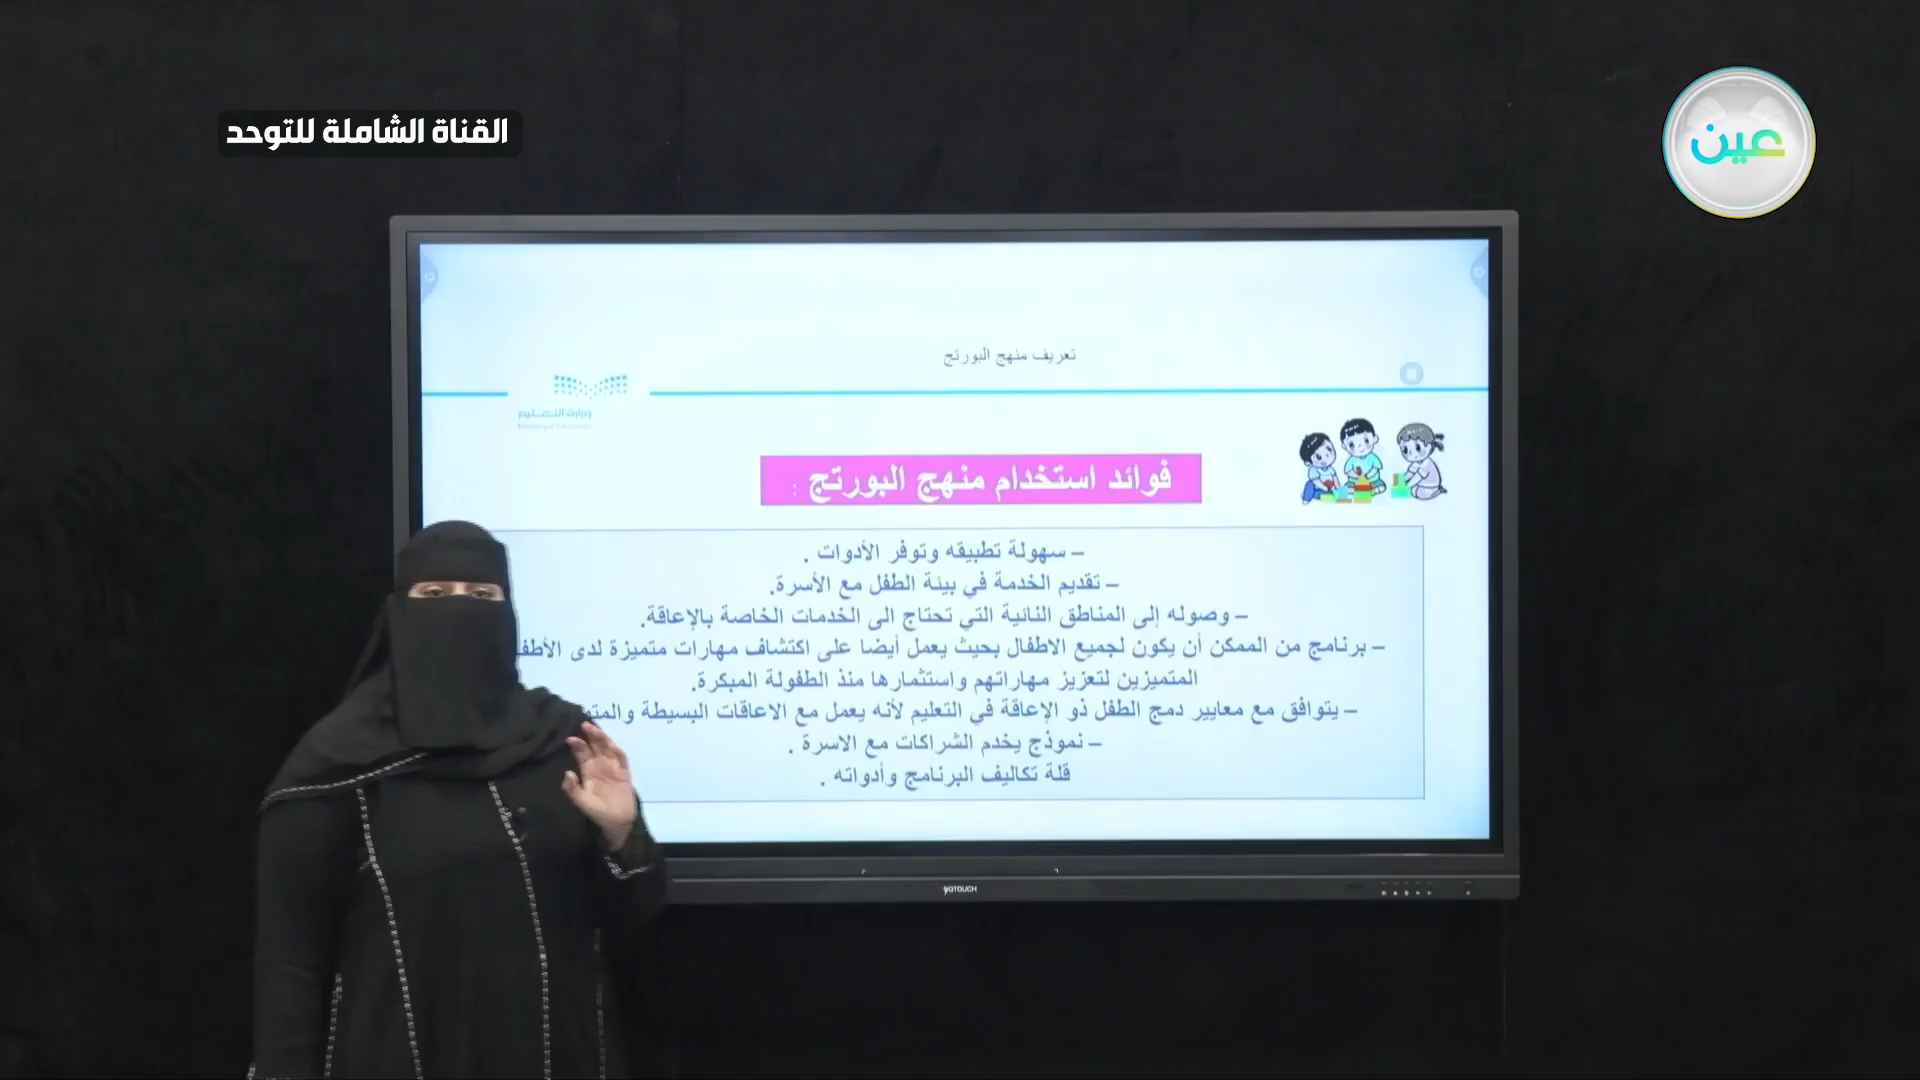 القناة الشاملة للتوحد
عين
تعريف منهج البورتج
وزارة التعليم
Ministry of Education
فوائد استخدام منهج البورتج :
– سهولة تطبيقه وتوفر الأدوات .
– تقديم الخدمة في بيئة الطفل مع الأسرة.
– وصوله إلى المناطق النائية التي تحتاج الى الخدمات الخاصة بالإعاقة.
– برنامج من الممكن أن يكون لجميع الاطفال بحيث يعمل أيضا على اكتشاف مهارات متميزة لدى
المتميزين لتعزيز مهاراتهم واستثمارها منذ الطفولة المبكرة.
– يتوافق مع معايير دمج الطفل ذو الإعاقة في التعليم لأنه يعمل مع الاعاقات البسيطة
– نموذج يخدم الشراكات مع الاسرة .
قلة تكاليف البرنامج وأدواته .
YQTOUCH